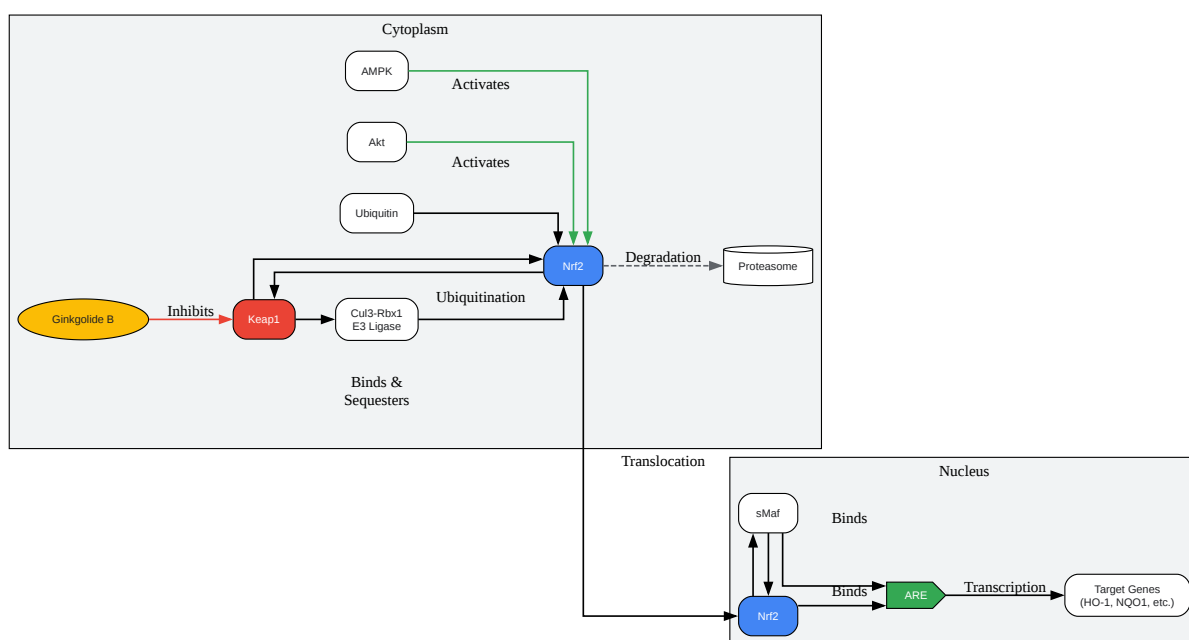 Cytoplasm
AMPK
Activates
Akt
Activates
Ubiquitin
Nrf2
Degradation
Proteasome
Ubiquitination
Ginkgolide B
Inhibits
Keap1
Cul3-Rbx1
E3 Ligase
Binds &
Sequesters
Translocation
Nucleus
sMaf
Binds
Binds
ARE
Transcription
Target Genes
(HO-1, NQO1, etc.)
Nrf2